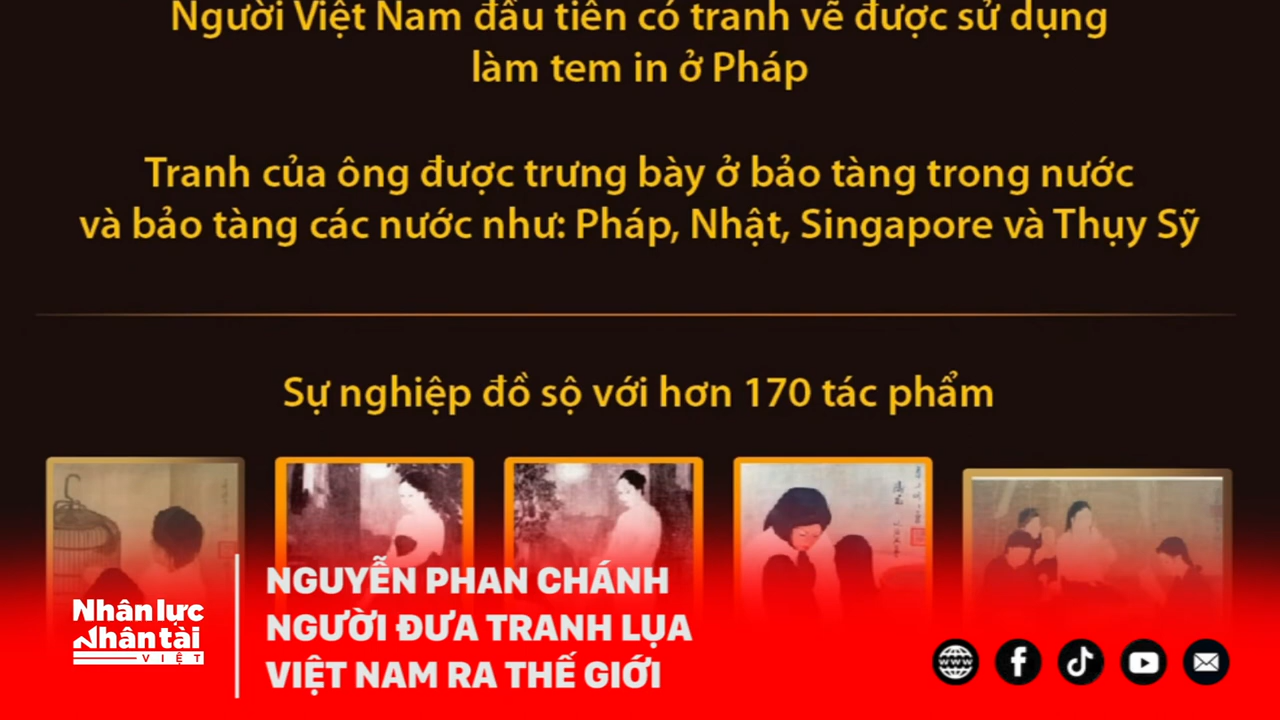 Người Việt Nam đầu tiên có tranh vẽ được sử dụng
làm tem in ở Pháp
Tranh của ông được trưng bày ở bảo tàng trong nước
và bảo tàng các nước như: Pháp, Nhật, Singapore và Thụy Sỹ
Sự nghiệp đồ sộ với hơn 170 tác phẩm
Nhân lực
Nhân tài
VIỆT
NGUYỄN PHAN CHÁNH
NGƯỜI ĐƯA TRANH LỤA
VIỆT NAM RA THẾ GIỚI
WWW